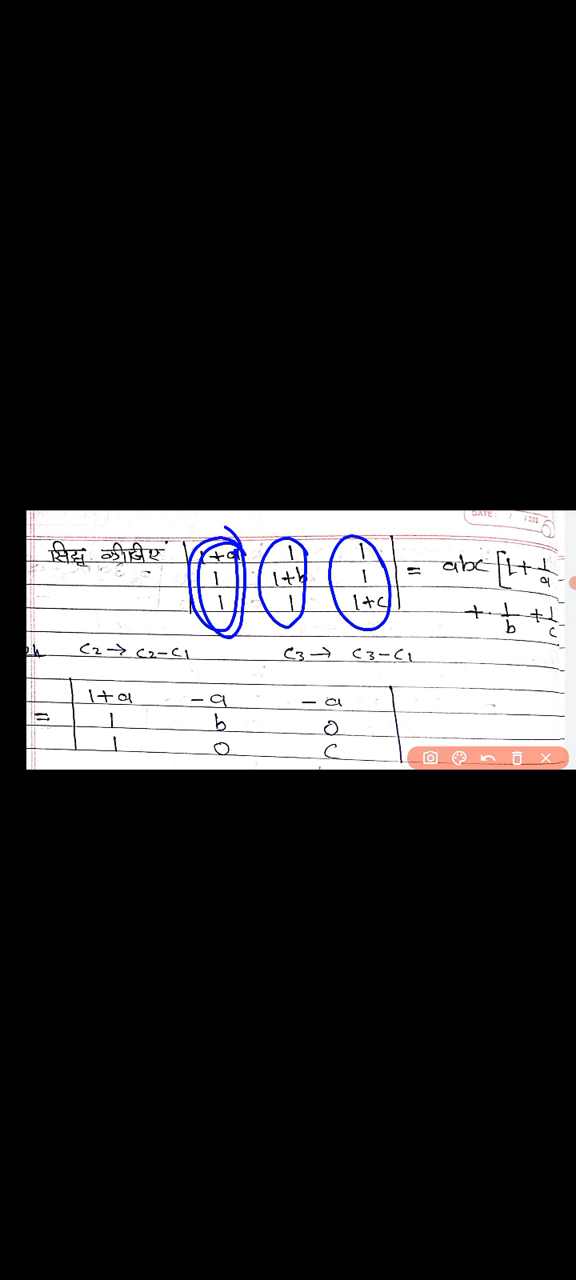 DATE:
सिद्ध कीजिए | 1+a 1 1 | = abc [1+1/a
| 1 1+b 1 |
| 1 1 1+c | + 1/b + 1/c
C2 → C2-C1 C3 → C3-C1
= | 1+a -a -a |
| 1 b 0 |
| 1 0 c |